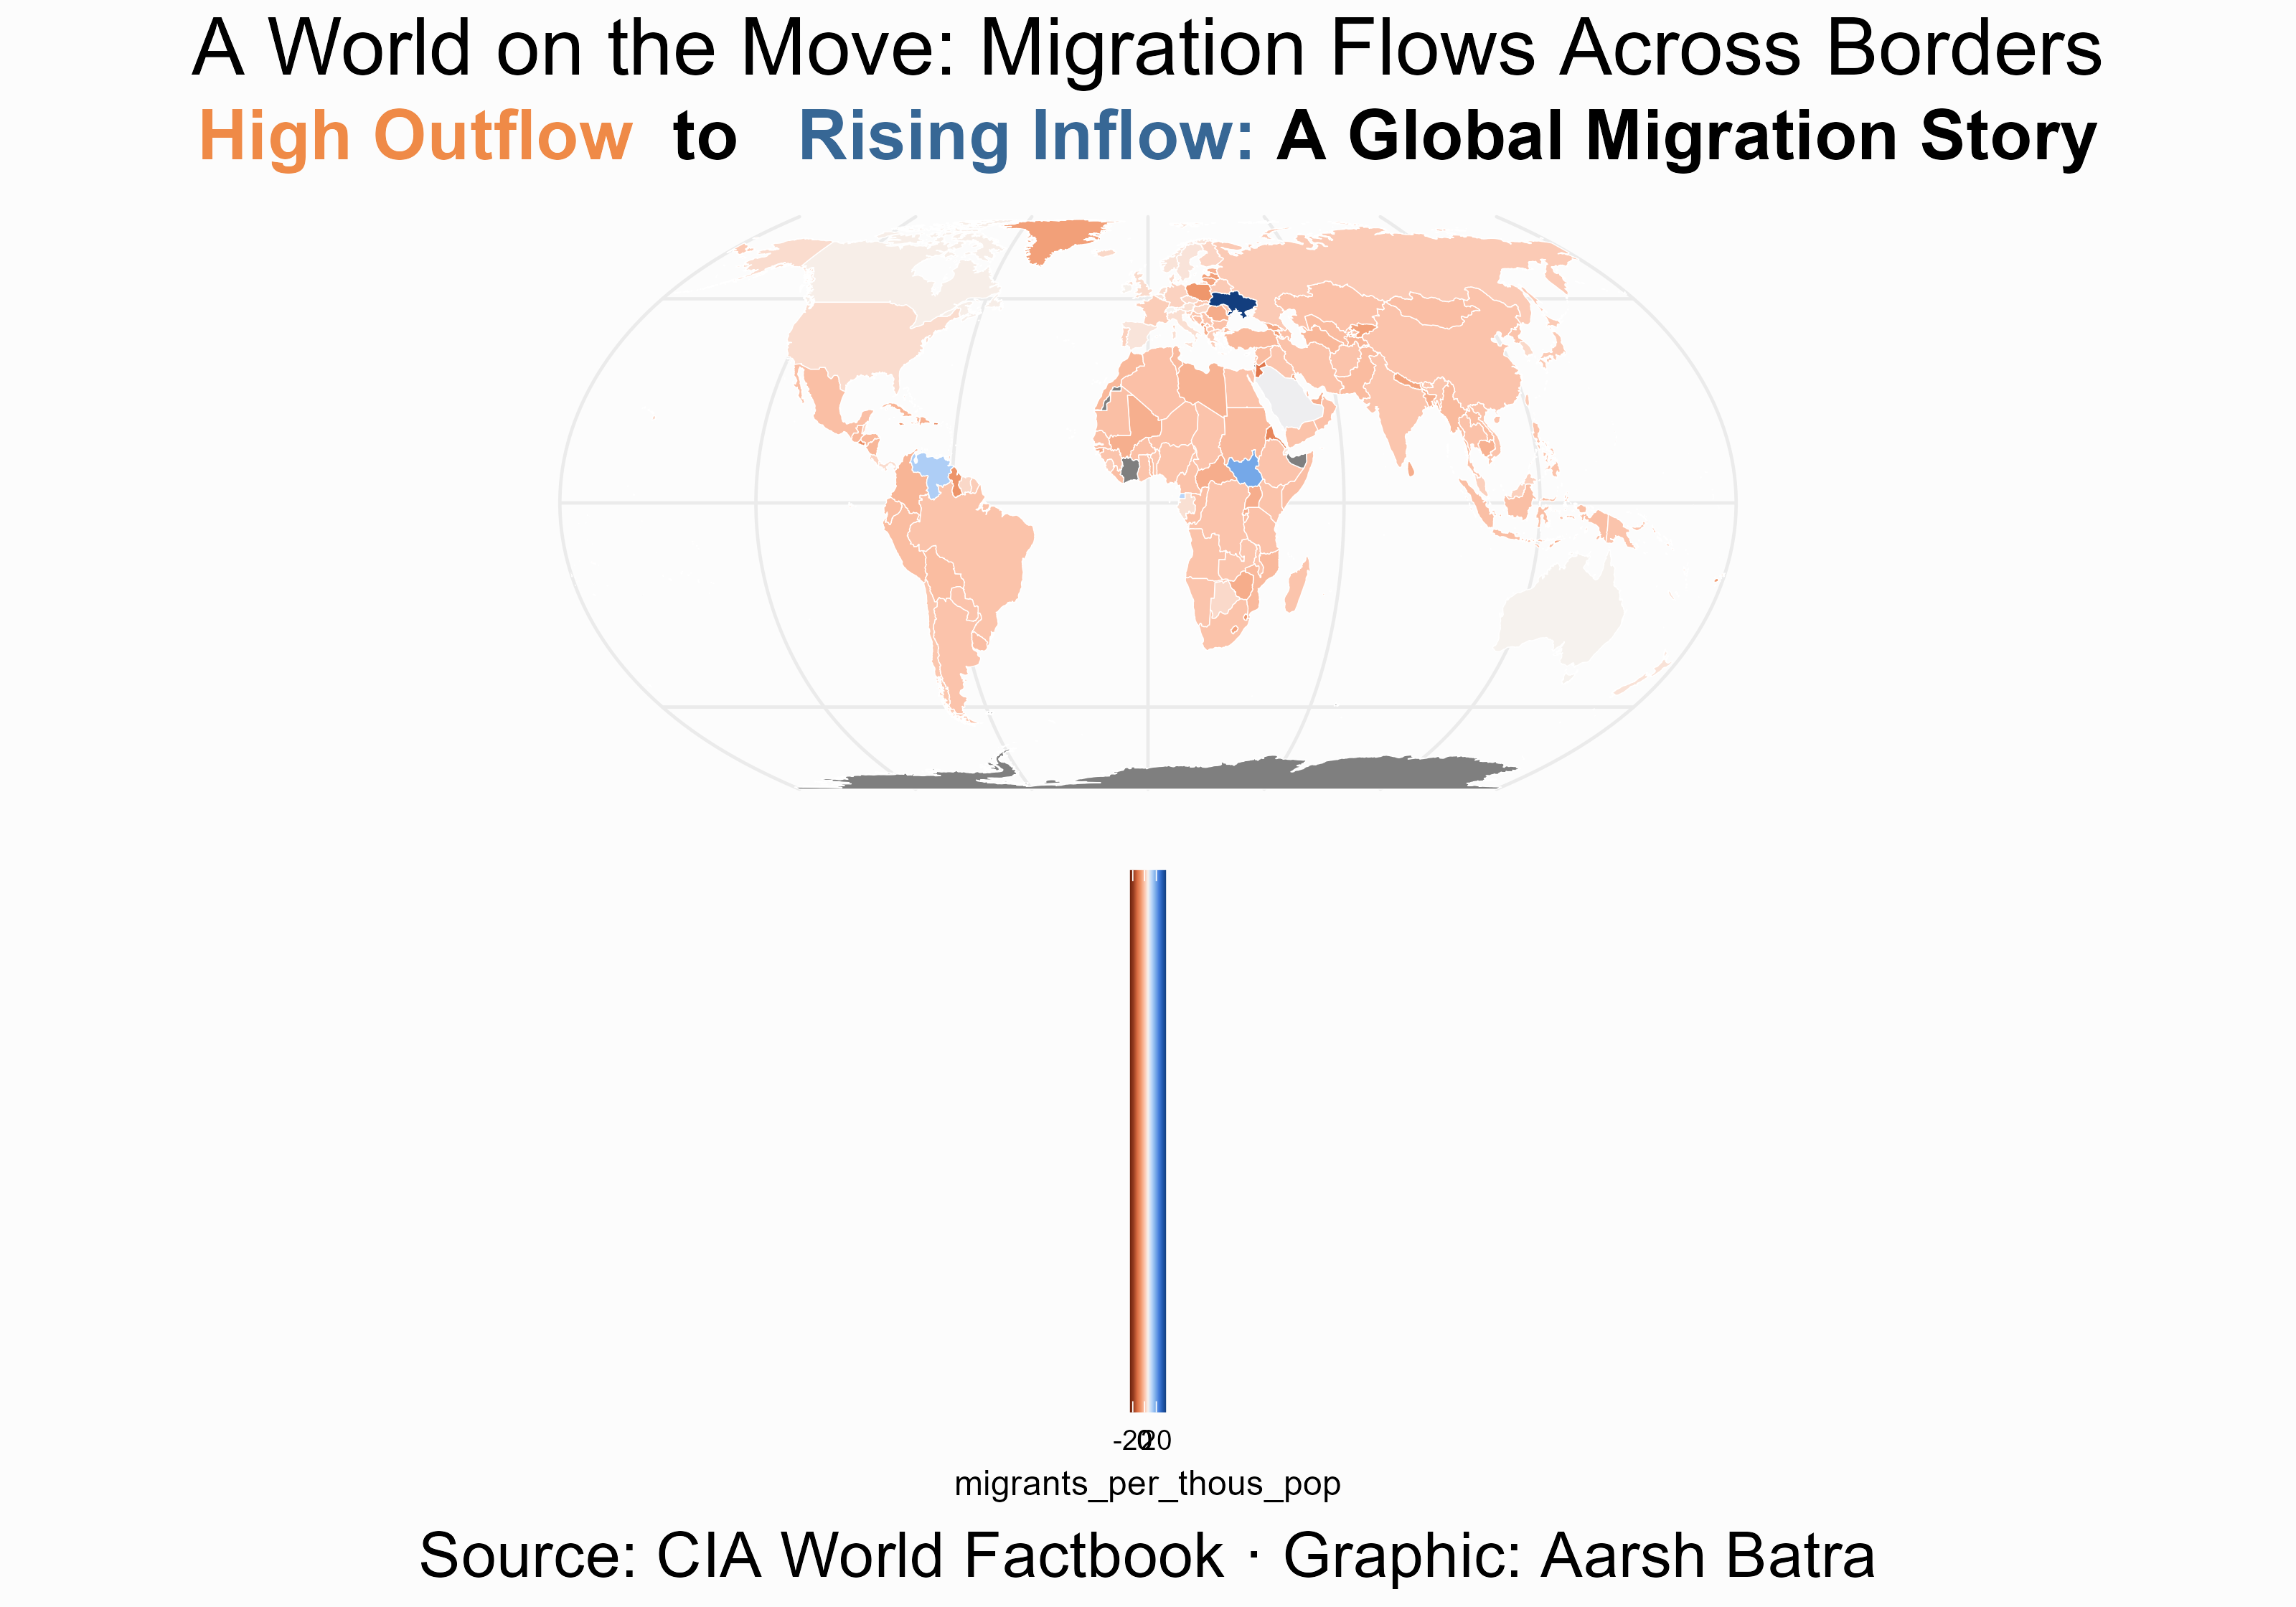 A World on the Move: Migration Flows Across Borders
High Outflow to Rising Inflow: A Global Migration Story
-20 0 20
migrants_per_thous_pop
Source: CIA World Factbook · Graphic: Aarsh Batra